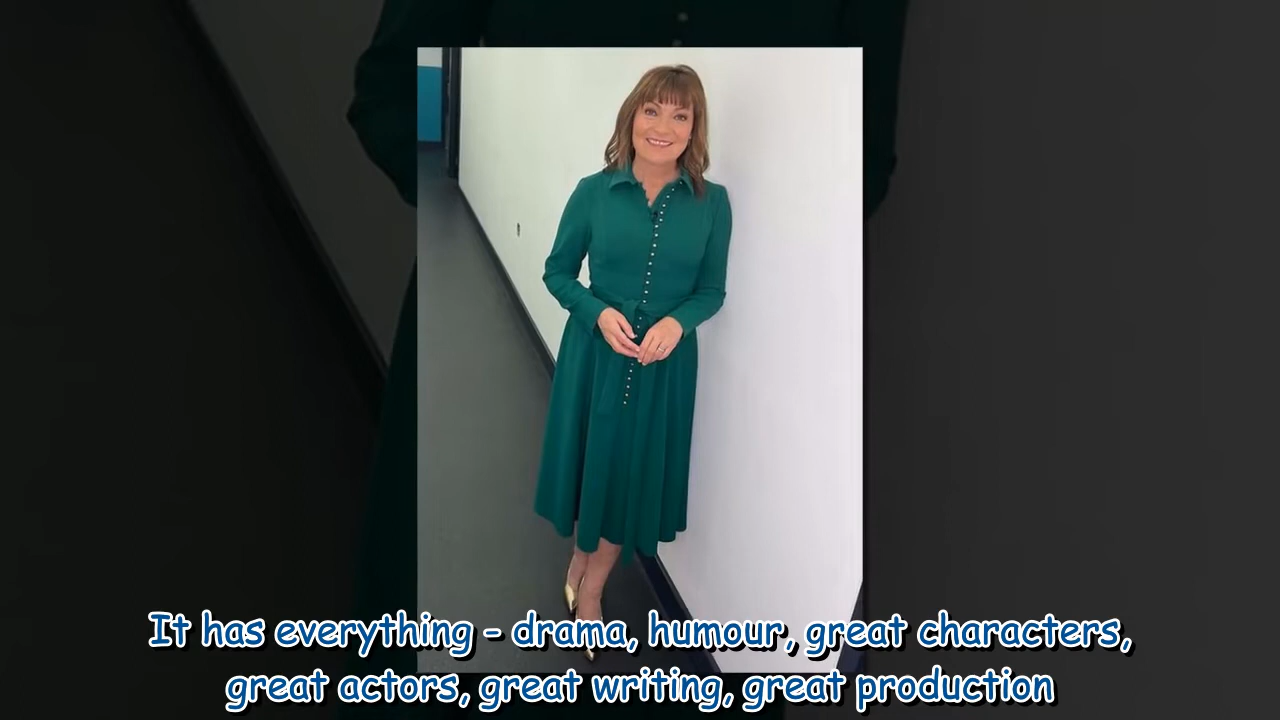 It has everything - drama, humour, great characters,
great actors, great writing, great production